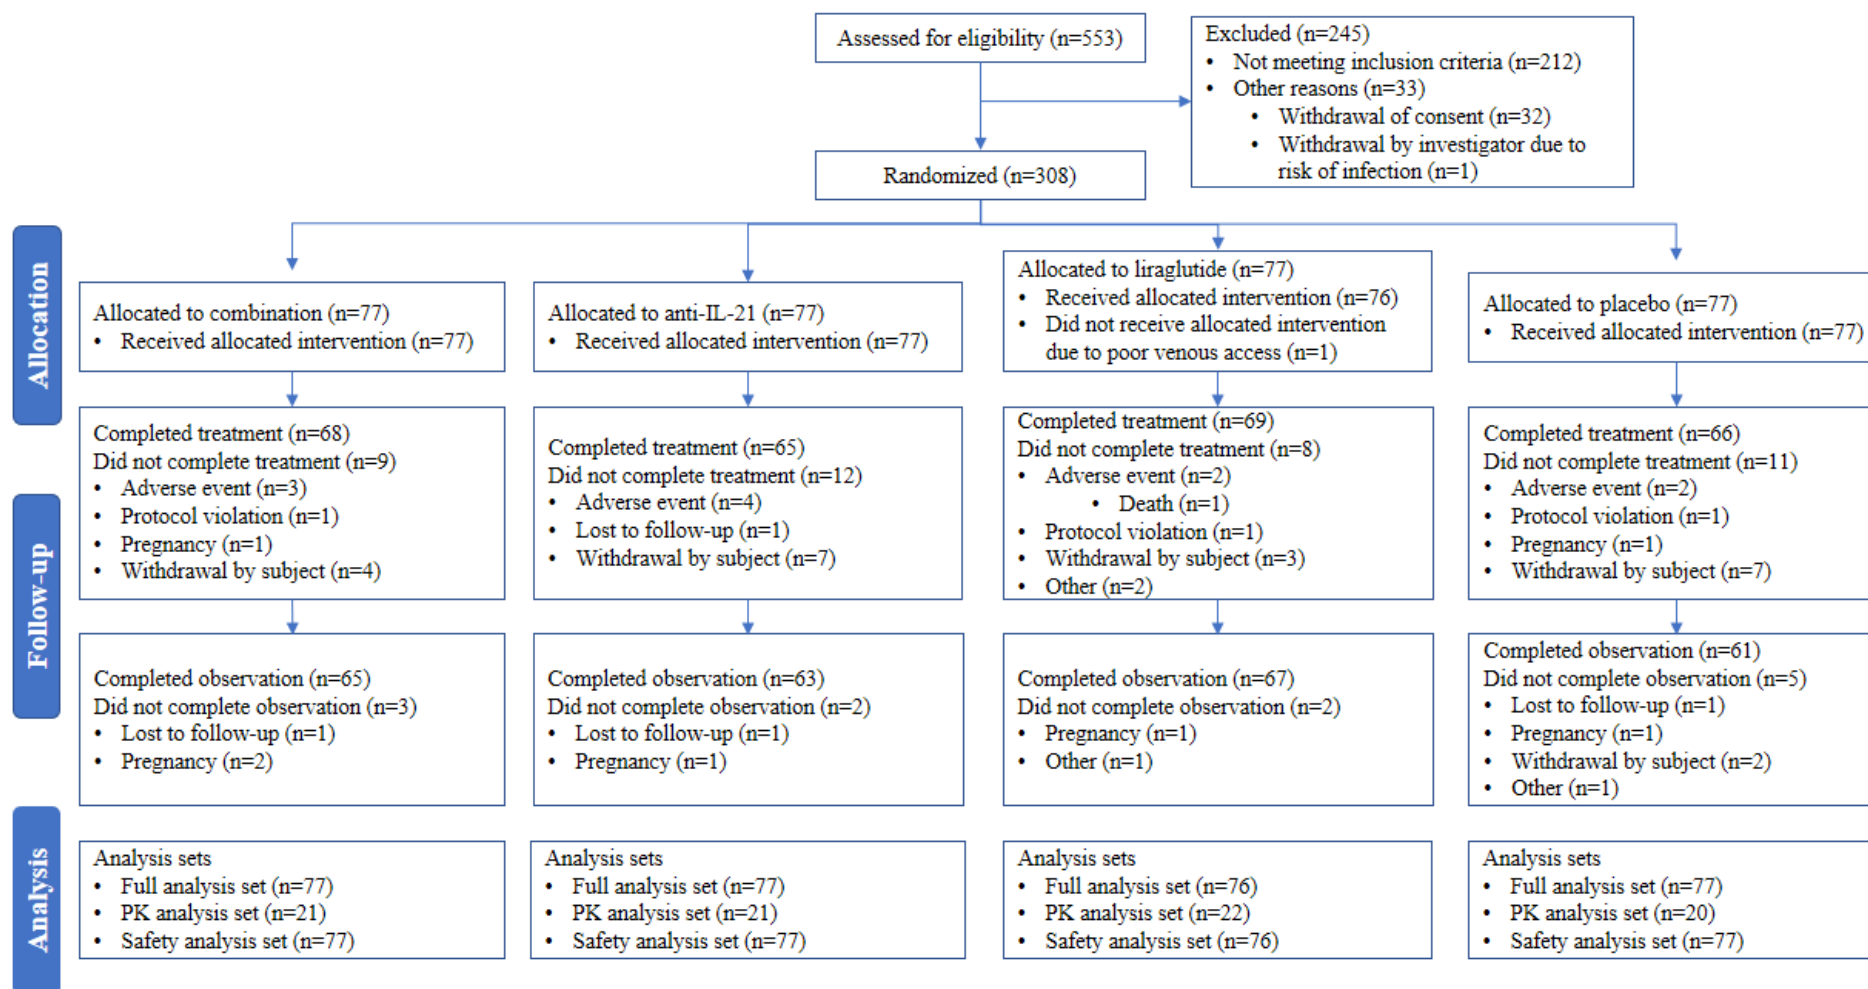 Assessed for eligibility (n=553)
Excluded (n=245)
• Not meeting inclusion criteria (n=212)
• Other reasons (n=33)
• Withdrawal of consent (n=32)
• Withdrawal by investigator due to
risk of infection (n=1)
Randomized (n=308)
Allocation
Allocated to combination (n=77)
• Received allocated intervention (n=77)
Allocated to anti-IL-21 (n=77)
• Received allocated intervention (n=77)
Allocated to liraglutide (n=77)
• Received allocated intervention (n=76)
• Did not receive allocated intervention
due to poor venous access (n=1)
Allocated to placebo (n=77)
• Received allocated intervention (n=77)
Follow-up
Completed treatment (n=68)
Did not complete treatment (n=9)
• Adverse event (n=3)
• Protocol violation (n=1)
• Pregnancy (n=1)
• Withdrawal by subject (n=4)
Completed treatment (n=65)
Did not complete treatment (n=12)
• Adverse event (n=4)
• Lost to follow-up (n=1)
• Withdrawal by subject (n=7)
Completed treatment (n=69)
Did not complete treatment (n=8)
• Adverse event (n=2)
• Death (n=1)
• Protocol violation (n=1)
• Withdrawal by subject (n=3)
• Other (n=2)
Completed treatment (n=66)
Did not complete treatment (n=11)
• Adverse event (n=2)
• Protocol violation (n=1)
• Pregnancy (n=1)
• Withdrawal by subject (n=7)
Completed observation (n=65)
Did not complete observation (n=3)
• Lost to follow-up (n=1)
• Pregnancy (n=2)
Completed observation (n=63)
Did not complete observation (n=2)
• Lost to follow-up (n=1)
• Pregnancy (n=1)
Completed observation (n=67)
Did not complete observation (n=2)
• Pregnancy (n=1)
• Other (n=1)
Completed observation (n=61)
Did not complete observation (n=5)
• Lost to follow-up (n=1)
• Pregnancy (n=1)
• Withdrawal by subject (n=2)
• Other (n=1)
Analysis
Analysis sets
• Full analysis set (n=77)
• PK analysis set (n=21)
• Safety analysis set (n=77)
Analysis sets
• Full analysis set (n=77)
• PK analysis set (n=21)
• Safety analysis set (n=77)
Analysis sets
• Full analysis set (n=76)
• PK analysis set (n=22)
• Safety analysis set (n=76)
Analysis sets
• Full analysis set (n=77)
• PK analysis set (n=20)
• Safety analysis set (n=77)